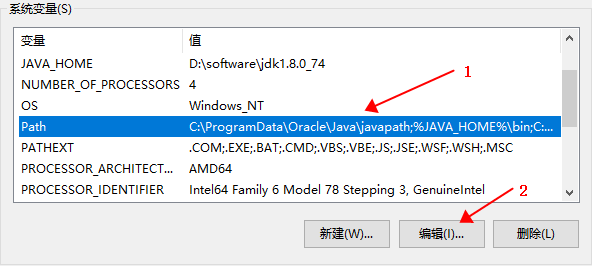 系统变量(S)
变量 值
JAVA_HOME D:\software\jdk1.8.0_74
NUMBER_OF_PROCESSORS 4
OS Windows_NT
1
Path C:\ProgramData\Oracle\Java\javapath;%JAVA_HOME%\bin;C:...
PATHEXT .COM;.EXE;.BAT;.CMD;.VBS;.VBE;.JS;.JSE;.WSF;.WSH;.MSC
PROCESSOR_ARCHITECT... AMD64
PROCESSOR_IDENTIFIER Intel64 Family 6 Model 78 Stepping 3, GenuineIntel
2
新建(W)... 编辑(I)... 删除(L)